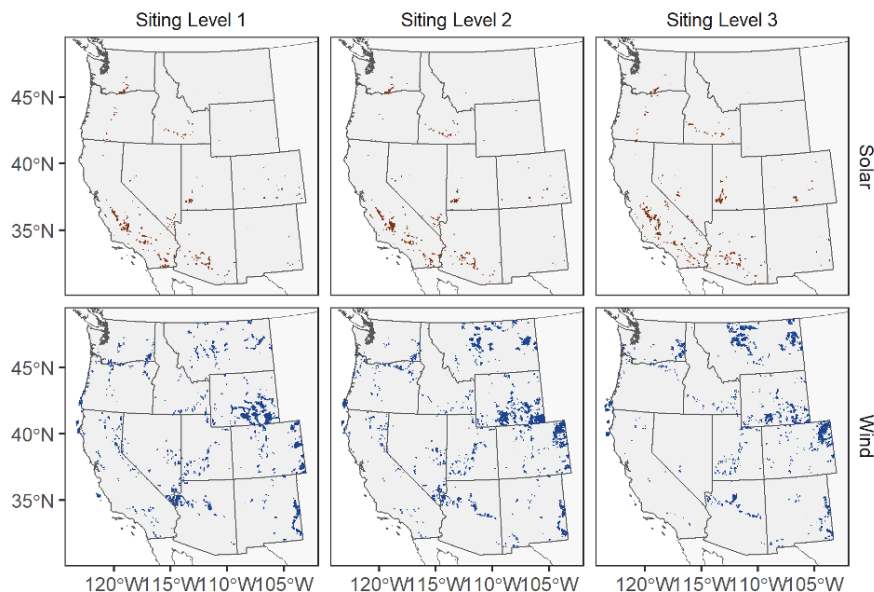 Siting Level 1 Siting Level 2 Siting Level 3
45°N
40°N
35°N
Solar
45°N
40°N
35°N
Wind
120°W115°W110°W105°W 120°W115°W110°W105°W 120°W115°W110°W105°W